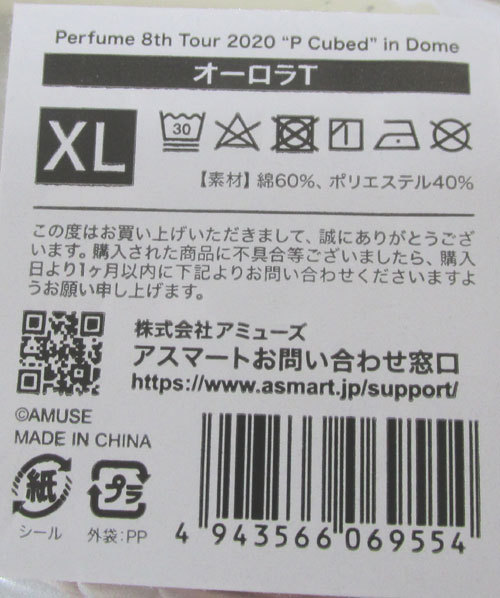 Perfume 8th Tour 2020 “P Cubed” in Dome
オーロラT
XL
30
【素材】綿60%、ポリエステル40%
この度はお買い上げいただきまして、誠にありがとうござ
います。購入された商品に不具合等ございましたら、購入
日より1ヶ月以内に下記よりお問い合わせくださいますよ
うお願い申し上げます。
株式会社アミューズ
アスマートお問い合わせ窓口
https://www.asmart.jp/support/
©AMUSE
MADE IN CHINA
紙
シール
プラ
外袋:PP
4 943566 069554